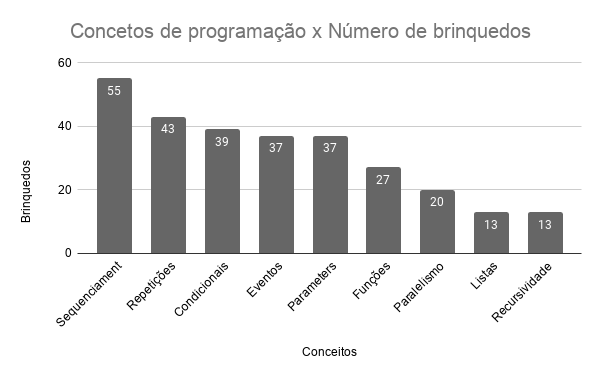 Concetos de programação x Número de brinquedos
Brinquedos
60
40
20
0
55
43
39
37
37
27
20
13
13
Sequenciament
Repetições
Condicionais
Eventos
Parameters
Funções
Paralelismo
Listas
Recursividade
Conceitos